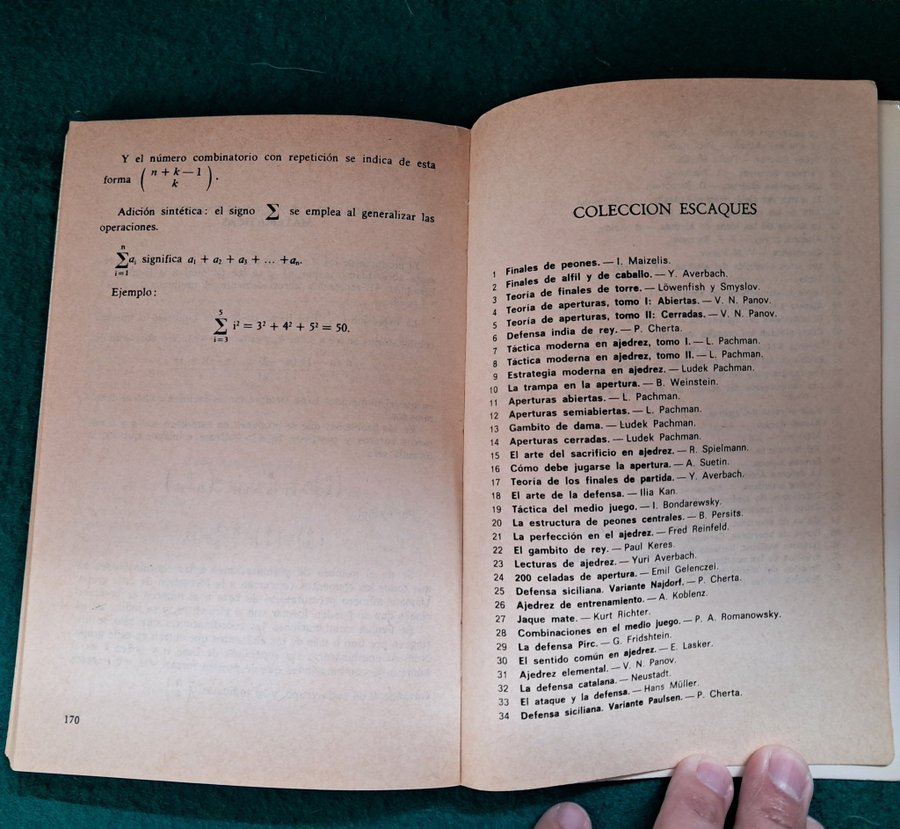 Y el número combinatorio con repetición se indica de esta
forma ( n + k — 1
k ) .
Adición sintética: el signo ∑ se emplea al generalizar las
operaciones.
n
∑ aᵢ significa a₁ + a₂ + a₃ + ... + aₙ.
i=1
Ejemplo:
5
∑ i² = 3² + 4² + 5² = 50.
i=3
170
COLECCION ESCAQUES
1 Finales de peones. — I. Maizelis.
2 Finales de alfil y de caballo. — Y. Averbach.
3 Teoría de finales de torre. — Löwenfish y Smyslov.
4 Teoría de aperturas, tomo I: Abiertas. — V. N. Panov.
5 Teoría de aperturas, tomo II: Cerradas. — V. N. Panov.
6 Defensa india de rey. — P. Cherta.
7 Táctica moderna en ajedrez, tomo I. — L. Pachman.
8 Táctica moderna en ajedrez, tomo II. — L. Pachman.
9 Estrategia moderna en ajedrez. — Ludek Pachman.
10 La trampa en la apertura. — B. Weinstein.
11 Aperturas abiertas. — L. Pachman.
12 Aperturas semiabiertas. — L. Pachman.
13 Gambito de dama. — Ludek Pachman.
14 Aperturas cerradas. — Ludek Pachman.
15 El arte del sacrificio en ajedrez. — R. Spielmann.
16 Cómo debe jugarse la apertura. — A. Suetin.
17 Teoría de los finales de partida. — Y. Averbach.
18 El arte de la defensa. — Ilia Kan.
19 Táctica del medio juego. — I. Bondarewsky.
20 La estructura de peones centrales. — B. Persits.
21 La perfección en el ajedrez. — Fred Reinfeld.
22 El gambito de rey. — Paul Keres.
23 Lecturas de ajedrez. — Yuri Averbach.
24 200 celadas de apertura. — Emil Gelenczei.
25 Defensa siciliana. Variante Najdorf. — P. Cherta.
26 Ajedrez de entrenamiento. — A. Koblenz.
27 Jaque mate. — Kurt Richter.
28 Combinaciones en el medio juego. — P. A. Romanowsky.
29 La defensa Pirc. — G. Fridshtein.
30 El sentido común en ajedrez. — E. Lasker.
31 Ajedrez elemental. — V. N. Panov.
32 La defensa catalana. — Neustadt.
33 El ataque y la defensa. — Hans Müller.
34 Defensa siciliana. Variante Paulsen. — P. Cherta.